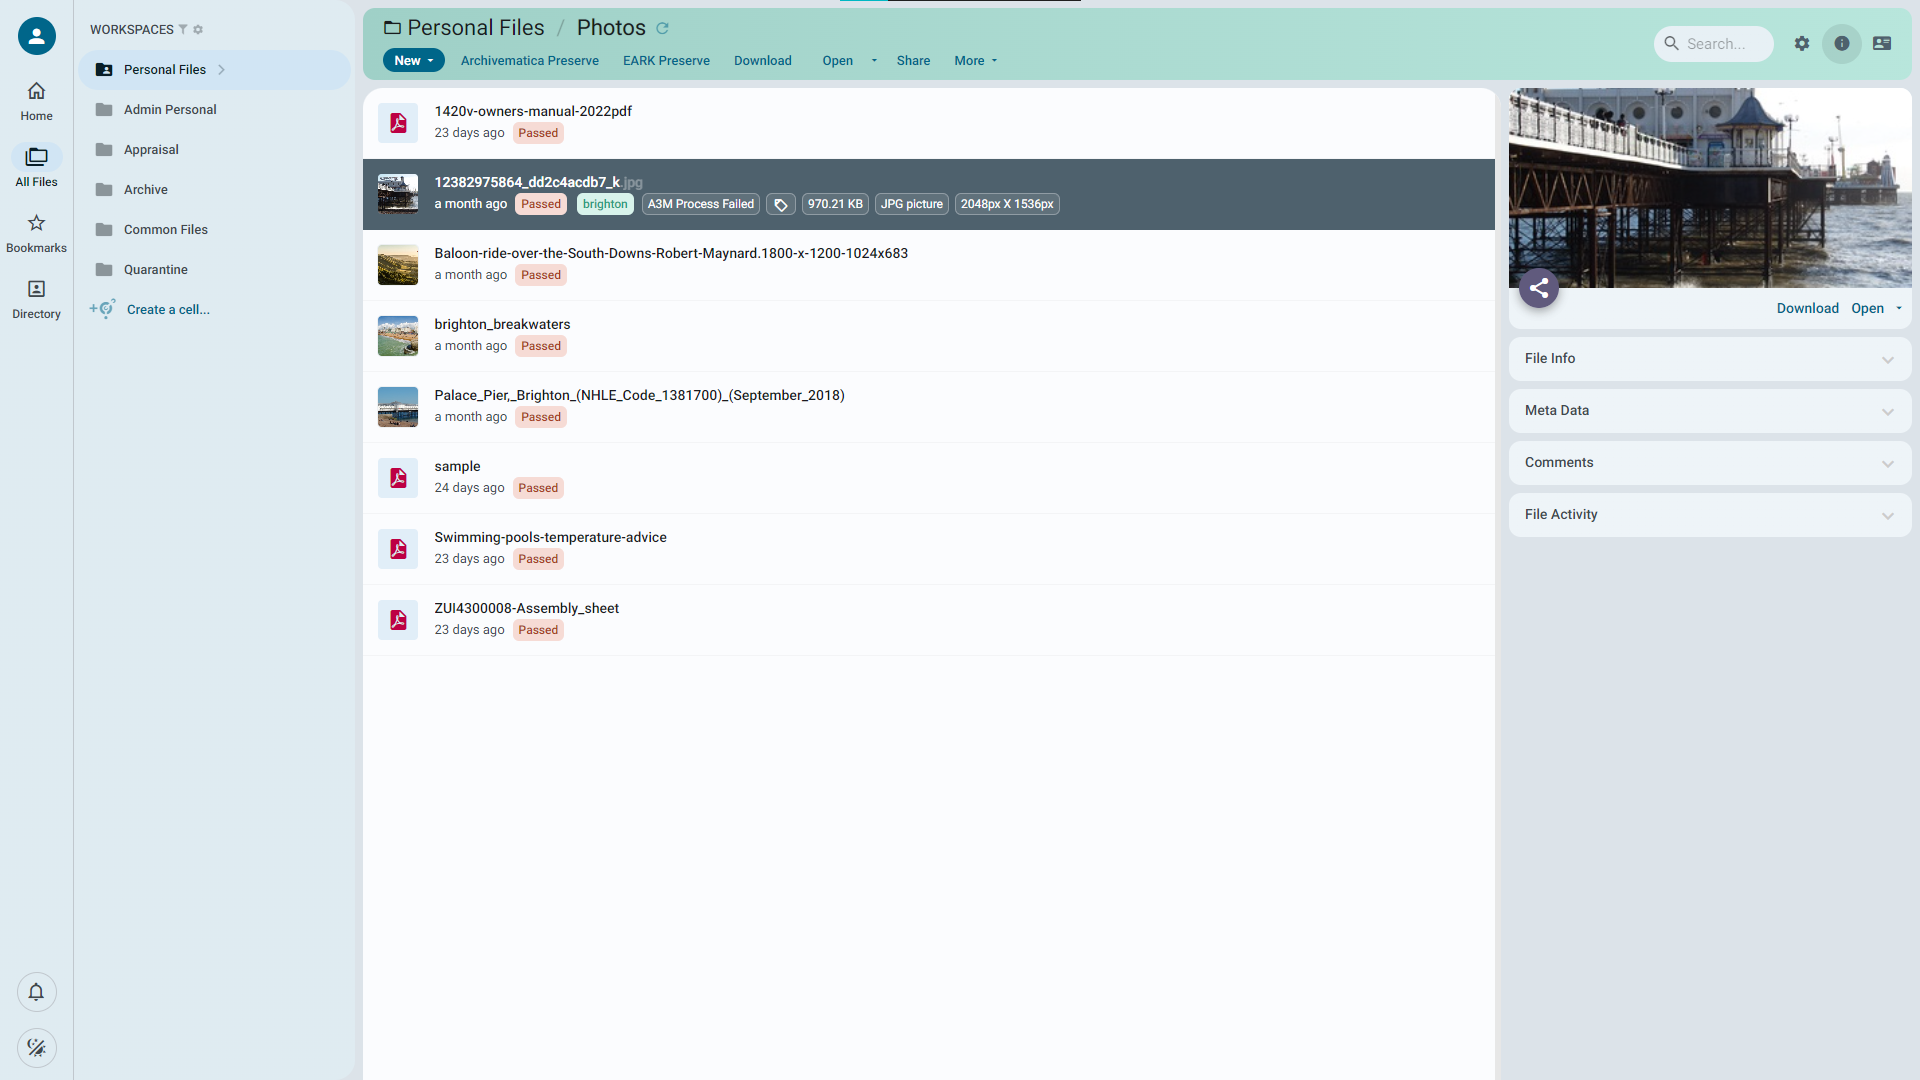 Home
All Files
Bookmarks
Directory
WORKSPACES
Personal Files
Admin Personal
Appraisal
Archive
Common Files
Quarantine
Create a cell...
Personal Files / Photos
New Archivematica Preserve EARK Preserve Download Open Share More
Search...
1420v-owners-manual-2022pdf
23 days ago Passed
12382975864_dd2c4acdb7_k.jpg
a month ago Passed brighton A3M Process Failed 970.21 KB JPG picture 2048px X 1536px
Baloon-ride-over-the-South-Downs-Robert-Maynard.1800-x-1200-1024x683
a month ago Passed
brighton_breakwaters
a month ago Passed
Palace_Pier,_Brighton_(NHLE_Code_1381700)_(September_2018)
a month ago Passed
sample
24 days ago Passed
Swimming-pools-temperature-advice
23 days ago Passed
ZUI4300008-Assembly_sheet
23 days ago Passed
Download Open
File Info
Meta Data
Comments
File Activity